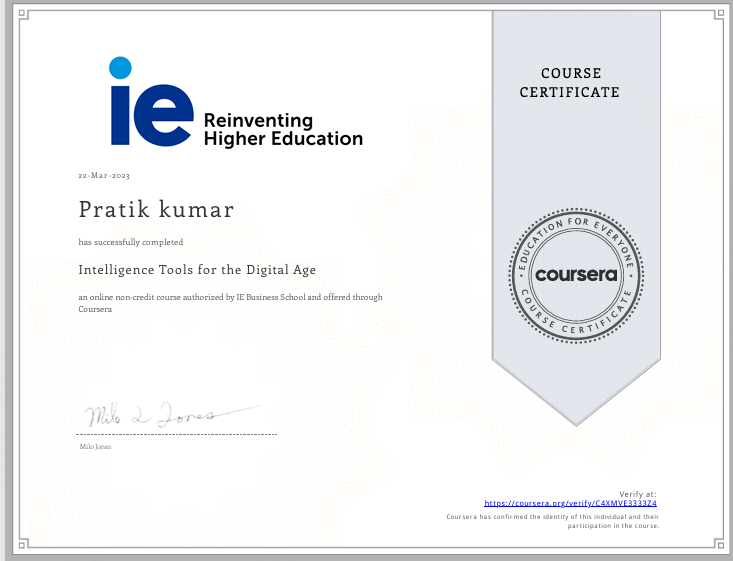 ie Reinventing
Higher Education
COURSE
CERTIFICATE
22-Mar-2023
Pratik kumar
has successfully completed
Intelligence Tools for the Digital Age
an online non-credit course authorized by IE Business School and offered through
Coursera
EDUCATION FOR EVERYONE
coursera
COURSE CERTIFICATE
Milo L Jones
Milo Jones
Verify at:
https://coursera.org/verify/C4XMVE3333Z4
Coursera has confirmed the identity of this individual and their
participation in the course.